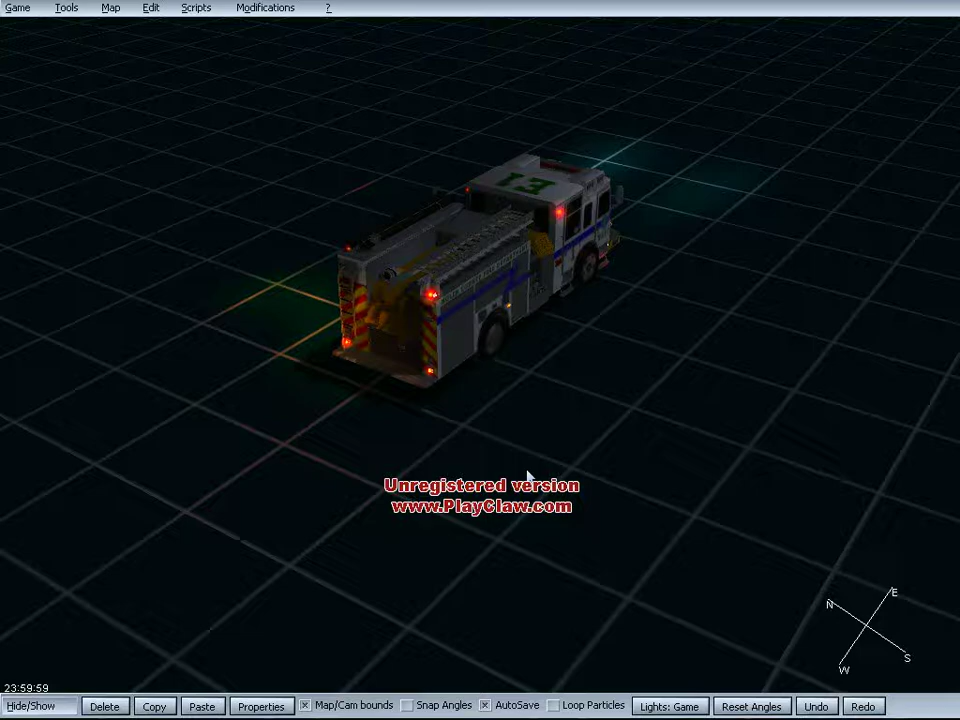 Game Tools Map Edit Scripts Modifications ?
E1
Unregistered version
www.PlayClaw.com
N E
W S
23:59:59
Hide/Show Delete Copy Paste Properties Map/Cam bounds Snap Angles AutoSave Loop Particles Lights: Game Reset Angles Undo Redo